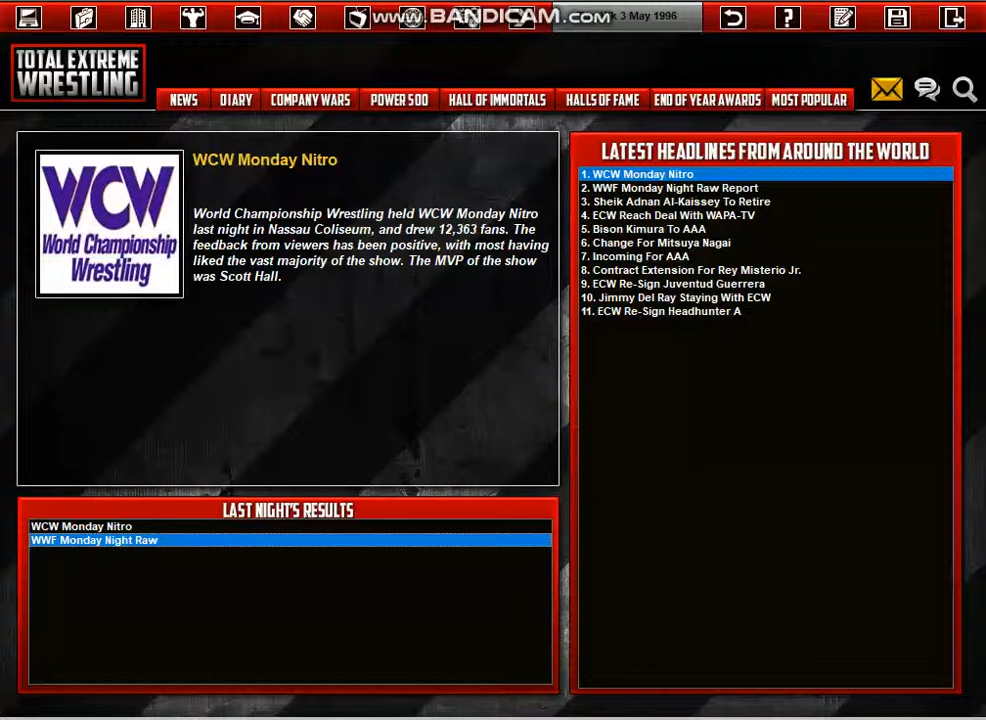 www.BANDICAM.com
k 3 May 1996
TOTAL EXTREME
WRESTLING
NEWS
DIARY
COMPANY WARS
POWER 500
HALL OF IMMORTALS
HALLS OF FAME
END OF YEAR AWARDS
MOST POPULAR
WCW
World Championship
Wrestling
WCW Monday Nitro
World Championship Wrestling held WCW Monday Nitro
last night in Nassau Coliseum, and drew 12,363 fans. The
feedback from viewers has been positive, with most having
liked the vast majority of the show. The MVP of the show
was Scott Hall.
LATEST HEADLINES FROM AROUND THE WORLD
1. WCW Monday Nitro
2. WWF Monday Night Raw Report
3. Sheik Adnan Al-Kaissey To Retire
4. ECW Reach Deal With WAPA-TV
5. Bison Kimura To AAA
6. Change For Mitsuya Nagai
7. Incoming For AAA
8. Contract Extension For Rey Misterio Jr.
9. ECW Re-Sign Juventud Guerrera
10. Jimmy Del Ray Staying With ECW
11. ECW Re-Sign Headhunter A
LAST NIGHT'S RESULTS
WCW Monday Nitro
WWF Monday Night Raw